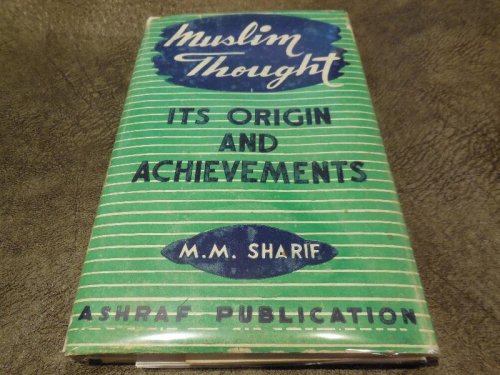 Muslim
Thought
ITS ORIGIN
AND
ACHIEVEMENTS
M.M. SHARIF
ASHRAF PUBLICATION